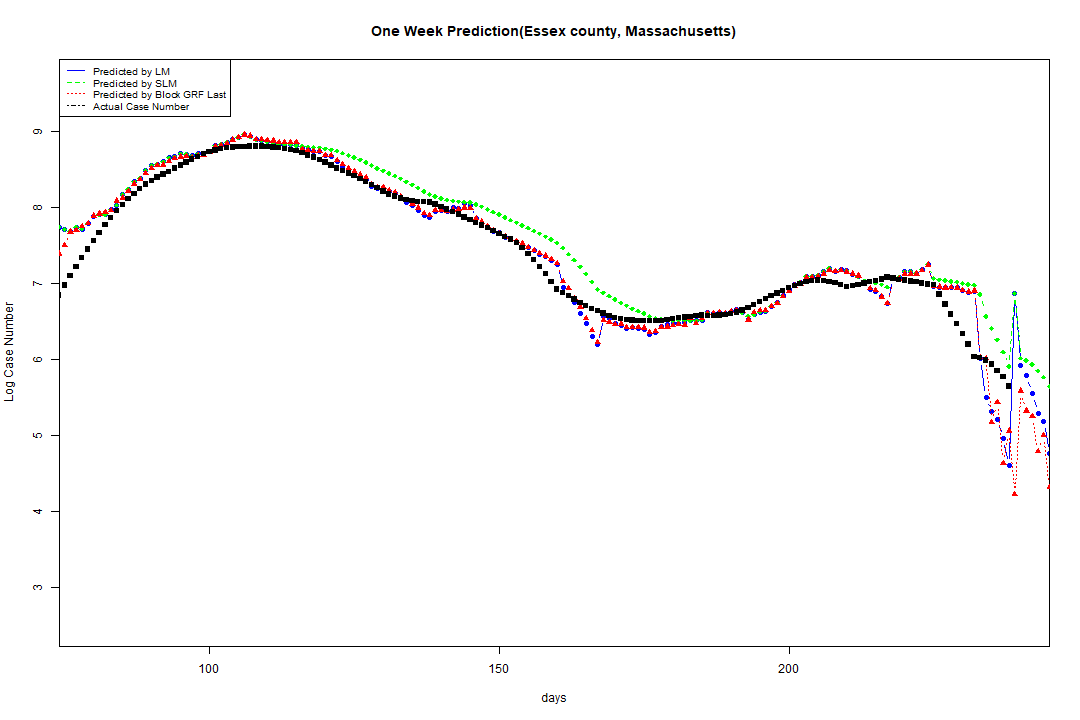 One Week Prediction(Essex county, Massachusetts)
Predicted by LM
Predicted by SLM
Predicted by Block GRF Last
Actual Case Number
9
8
7
6
5
4
3
Log Case Number
100
150
200
days